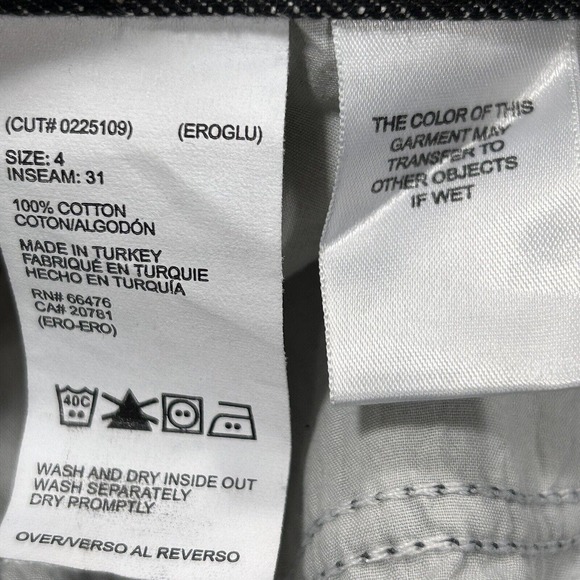 (CUT# 0225109) (EROGLU)
SIZE: 4
INSEAM: 31
100% COTTON
COTON/ALGODÓN
MADE IN TURKEY
FABRIQUÉ EN TURQUIE
HECHO EN TURQUÍA
RN# 66476
CA# 20781
(ERO-ERO)
40C
WASH AND DRY INSIDE OUT
WASH SEPARATELY
DRY PROMPTLY
OVER/VERSO AL REVERSO
THE COLOR OF THIS
GARMENT MAY
TRANSFER TO
OTHER OBJECTS
IF WET